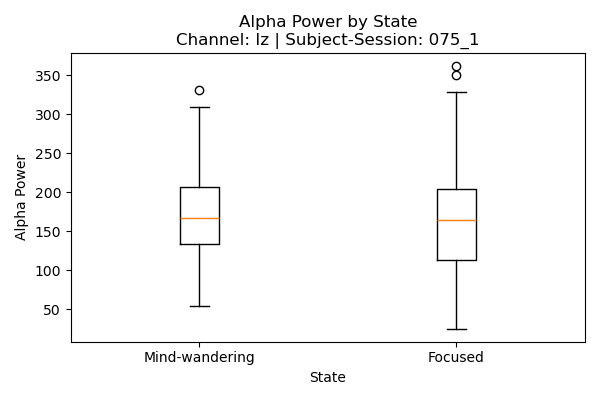 Alpha Power by State
Channel: Iz | Subject-Session: 075_1
Alpha Power
350
300
250
200
150
100
50
Mind-wandering
Focused
State